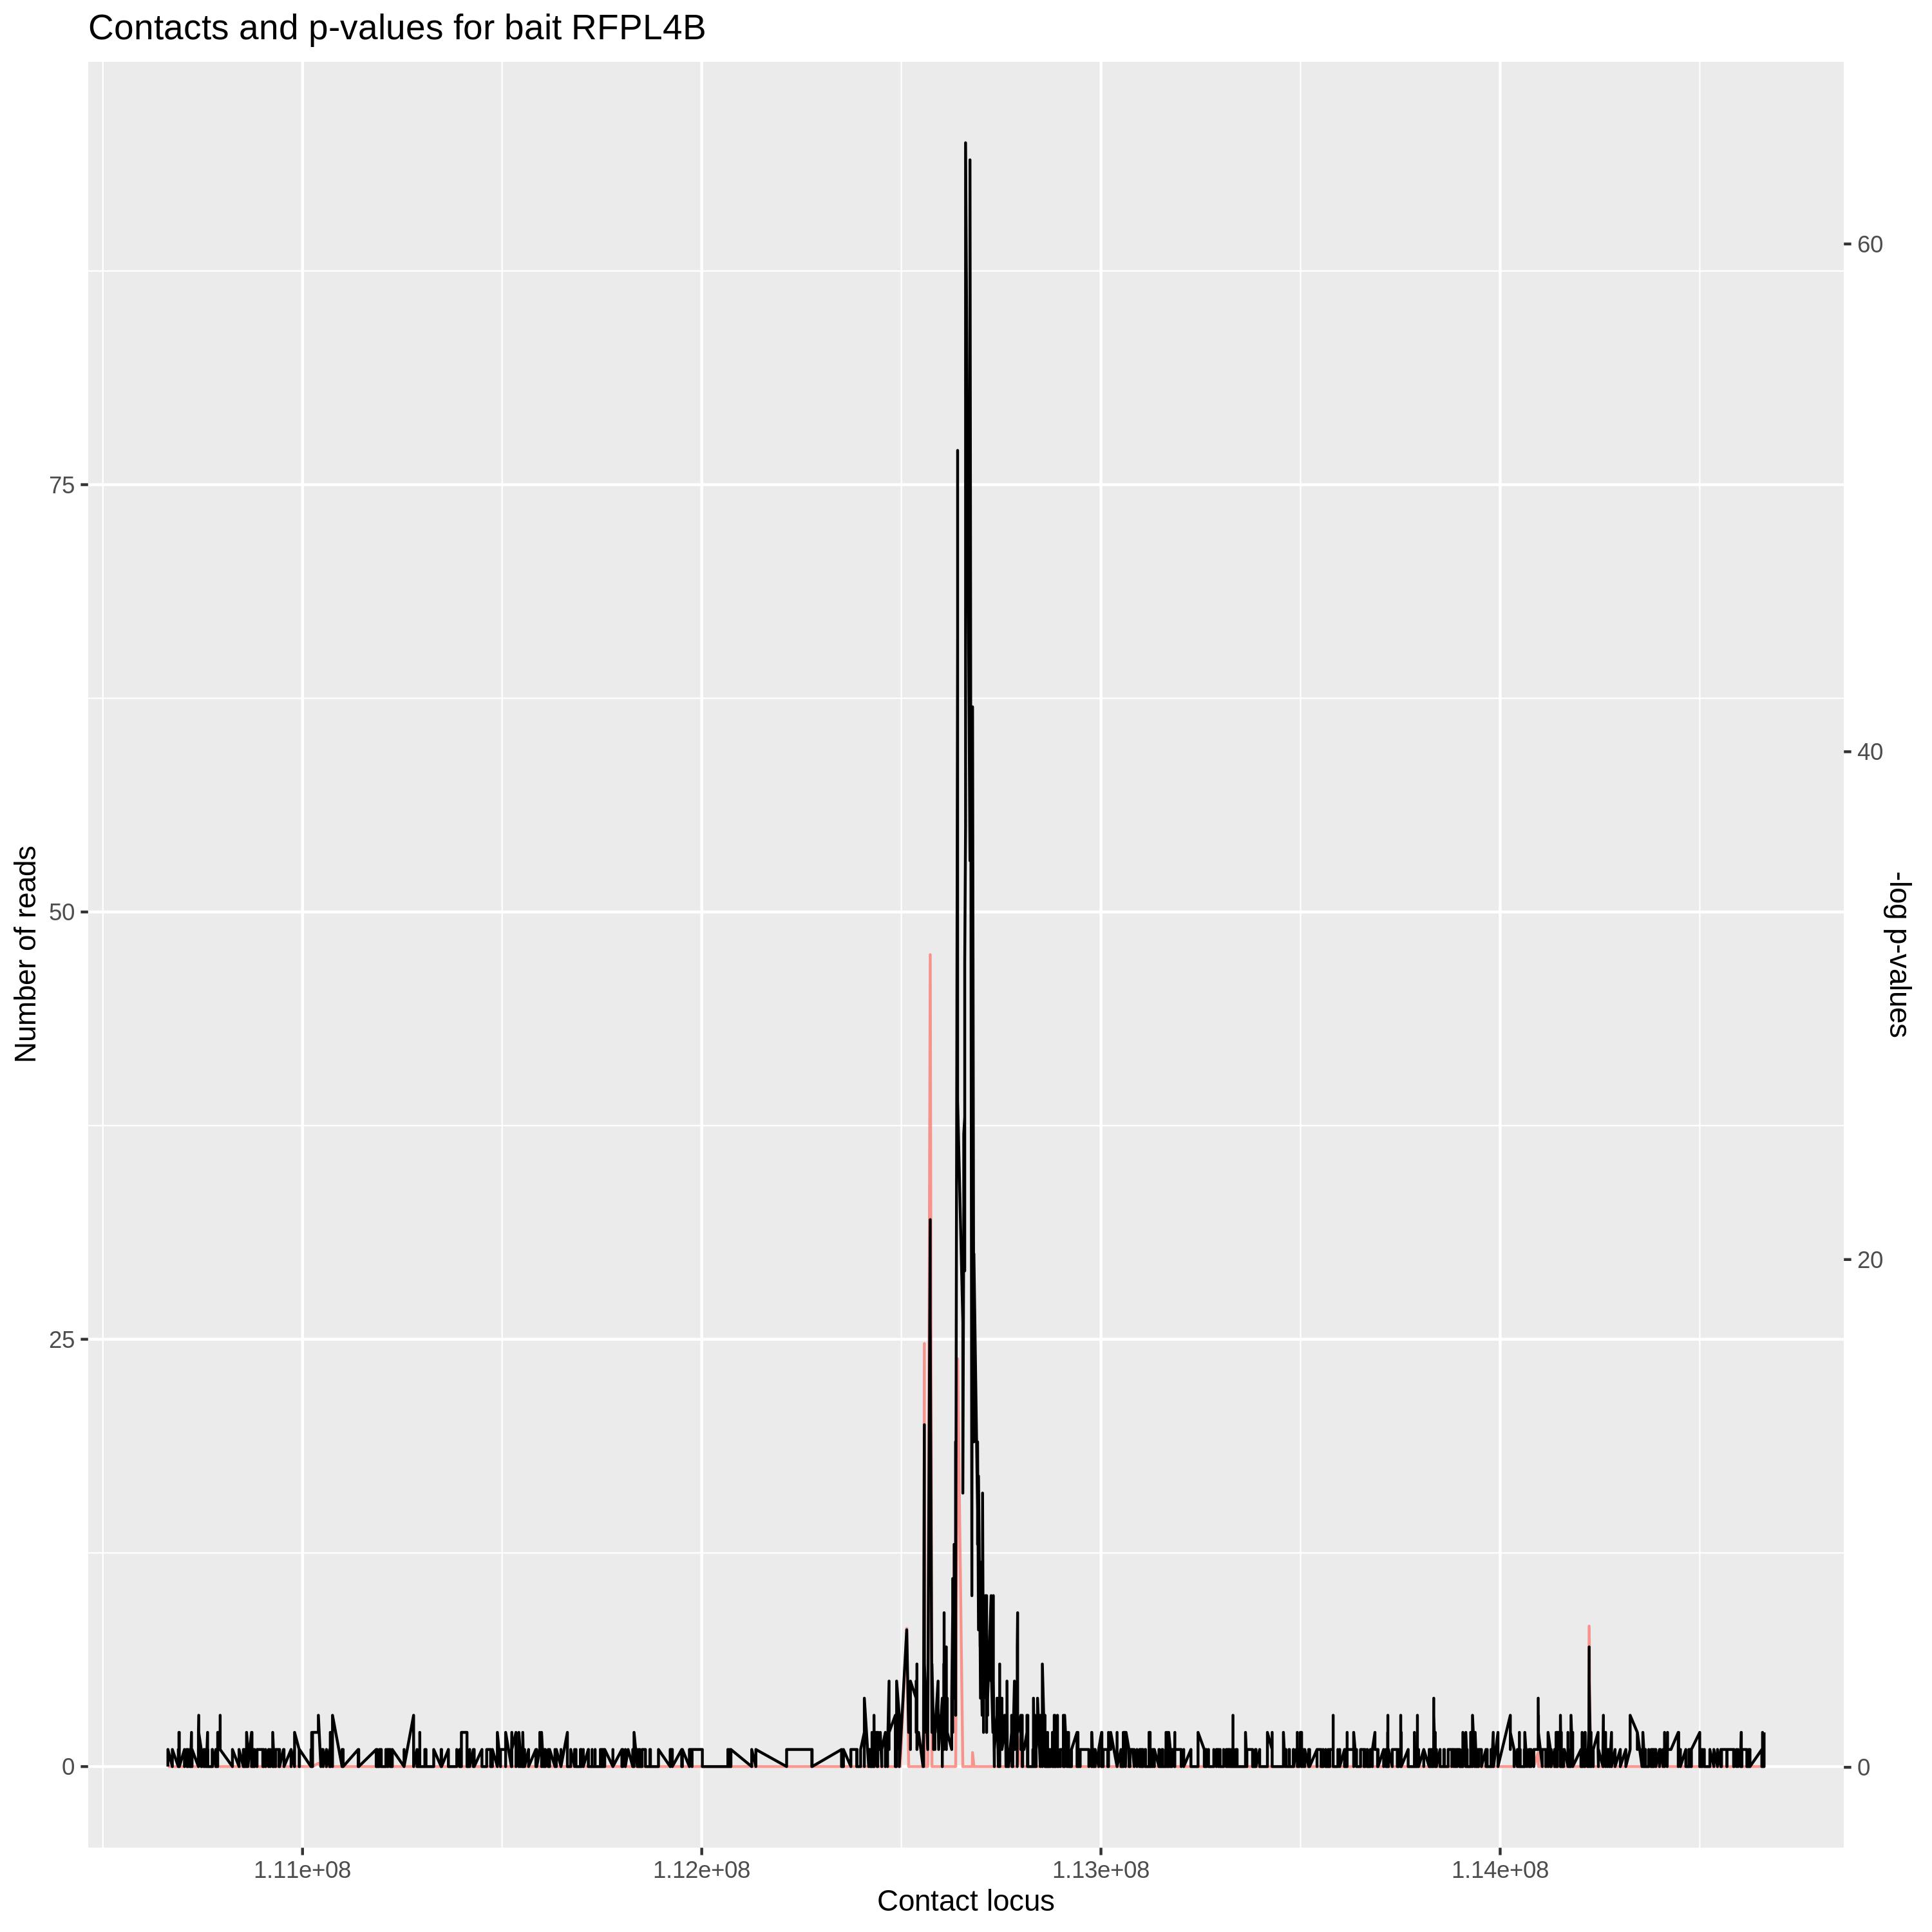 Contacts and p-values for bait RFPL4B
Number of reads
75
50
25
0
60
40
20
0
-log p-values
1.11e+08
1.12e+08
1.13e+08
1.14e+08
Contact locus